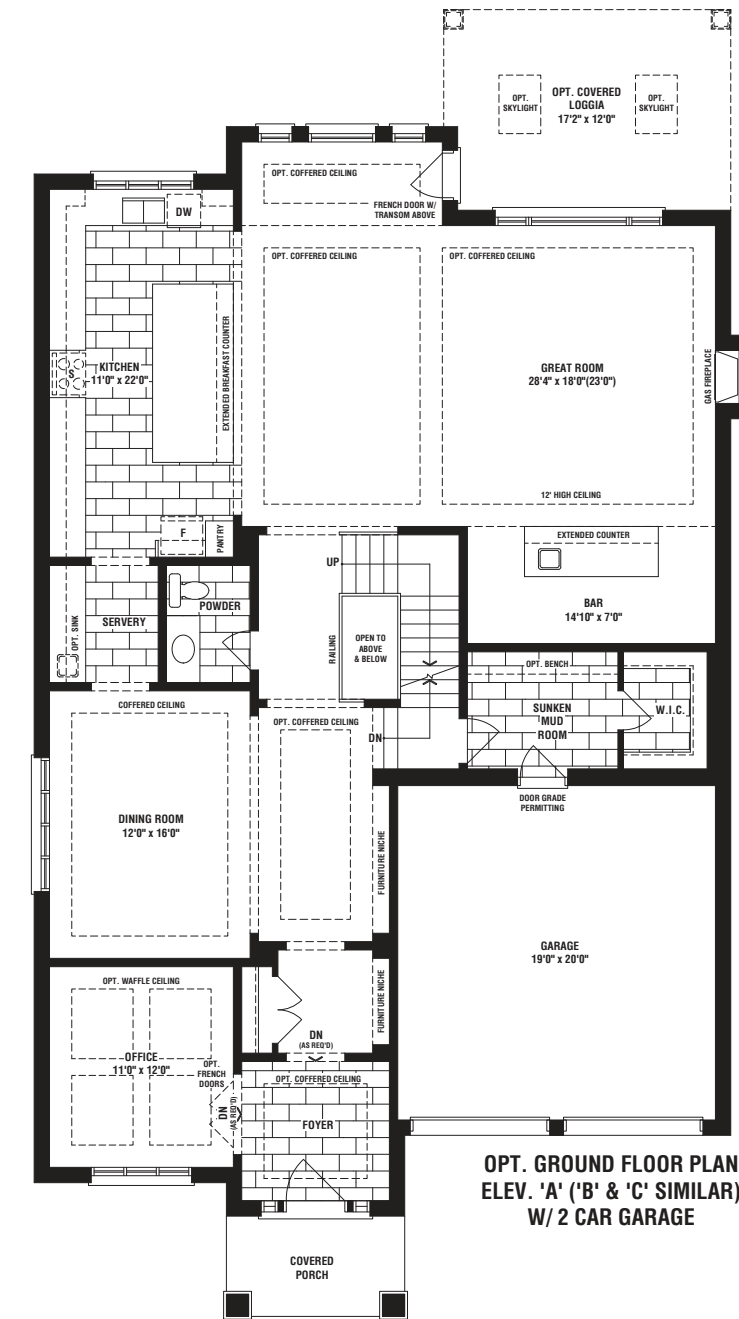 OPT. COVERED
LOGGIA
17'2" x 12'0"
OPT.
SKYLIGHT
OPT.
SKYLIGHT
OPT. COFFERED CEILING
FRENCH DOOR W/
TRANSOM ABOVE
DW
OPT. COFFERED CEILING
OPT. COFFERED CEILING
S
KITCHEN
11'0" x 22'0"
EXTENDED BREAKFAST COUNTER
GREAT ROOM
28'4" x 18'0"(23'0")
GAS FIREPLACE
12' HIGH CEILING
F
PANTRY
EXTENDED COUNTER
UP
BAR
14'10" x 7'0"
POWDER
SERVERY
OPT. SINK
RAILING
OPEN TO
ABOVE
& BELOW
OPT. BENCH
SUNKEN
MUD
ROOM
W.I.C.
COFFERED CEILING
OPT. COFFERED CEILING
DN
DOOR GRADE
PERMITTING
DINING ROOM
12'0" x 16'0"
FURNITURE NICHE
GARAGE
19'0" x 20'0"
OPT. WAFFLE CEILING
FURNITURE NICHE
DN
(AS REQ'D)
OFFICE
11'0" x 12'0"
OPT.
FRENCH
DOORS
DN
(AS REQ'D)
OPT. COFFERED CEILING
FOYER
OPT. GROUND FLOOR PLAN
ELEV. 'A' ('B' & 'C' SIMILAR)
W/ 2 CAR GARAGE
COVERED
PORCH